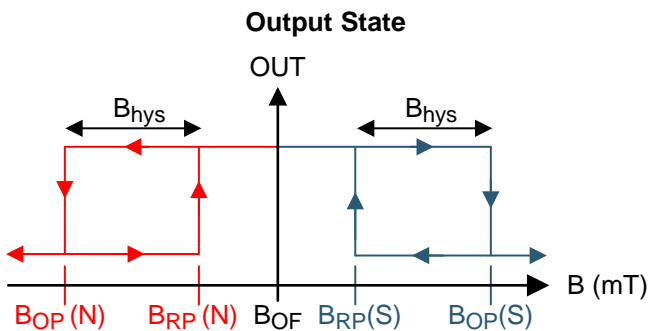 Output State
OUT
Bhys
Bhys
B (mT)
BOP (N)
BRP (N)
BOF
BRP(S)
BOP(S)